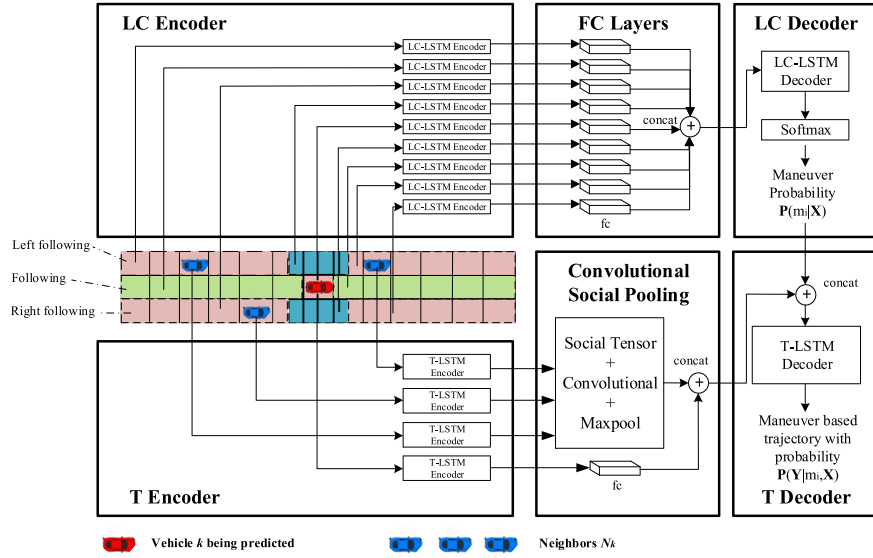 LC Encoder
FC Layers
LC Decoder
LC-LSTM Encoder
LC-LSTM Encoder
LC-LSTM Encoder
LC-LSTM Encoder
LC-LSTM Encoder
LC-LSTM Encoder
LC-LSTM Encoder
LC-LSTM Encoder
LC-LSTM Encoder
concat
+
fc
LC-LSTM
Decoder
Softmax
Maneuver
Probability
P(mᵢ|X)
Left following
Following
Right following
Convolutional
Social Pooling
Social Tensor
+
Convolutional
+
Maxpool
concat
+
fc
T-LSTM
Encoder
T-LSTM
Encoder
T-LSTM
Encoder
T-LSTM
Encoder
T Encoder
+
concat
T-LSTM
Decoder
Maneuver based
trajectory with
probability
P(Y|mᵢ,X)
T Decoder
Vehicle k being predicted
Neighbors Nk